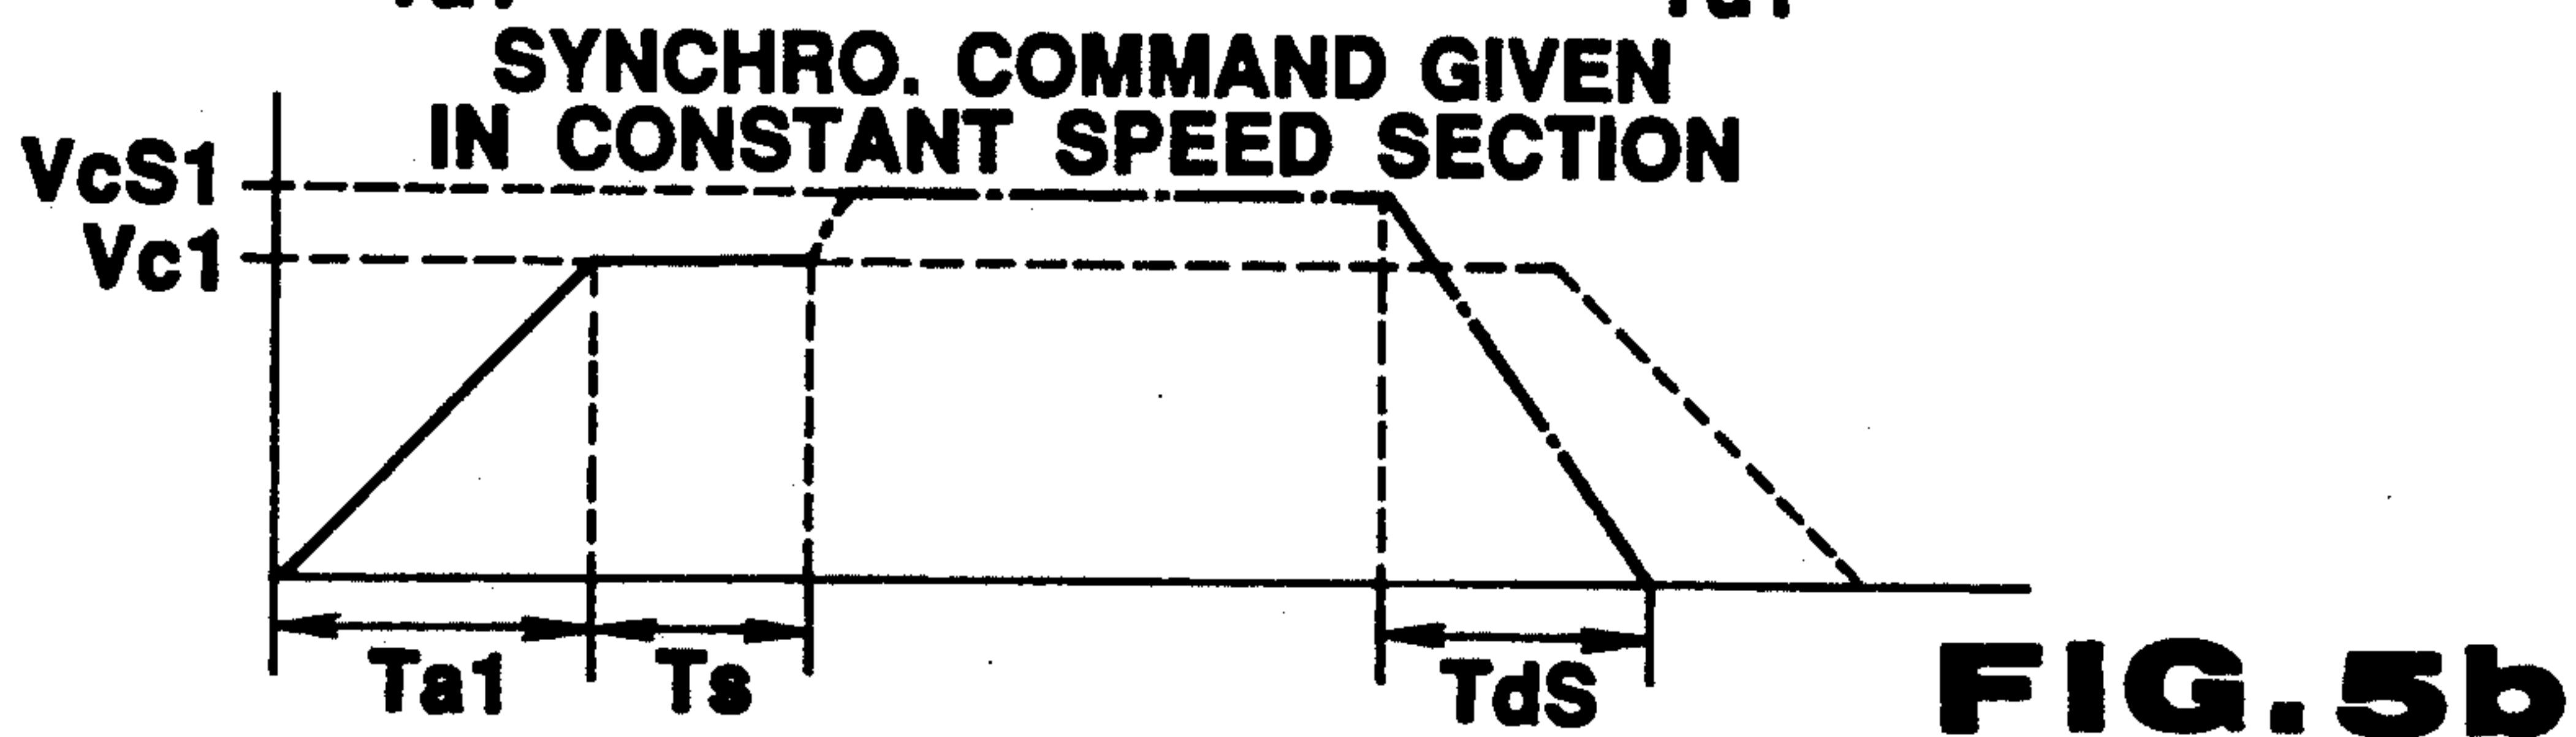 SYNCHRO. COMMAND GIVEN
IN CONSTANT SPEED SECTION
VcS1
Vc1
Ta1
Ts
TdS
FIG.5b